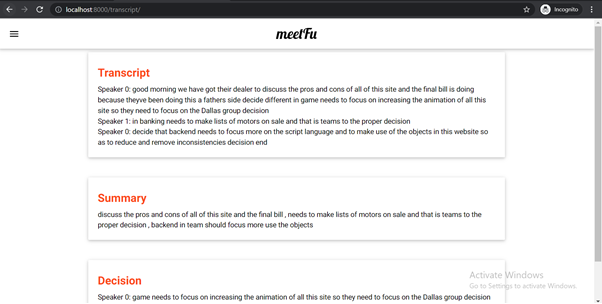 localhost:8000/transcript/
Incognito
meetFu
Transcript
Speaker 0: good morning we have got their dealer to discuss the pros and cons of all of this site and the final bill is doing
because theyve been doing this a fathers side decide different in game needs to focus on increasing the animation of all this
site so they need to focus on the Dallas group decision
Speaker 1: in banking needs to make lists of motors on sale and that is teams to the proper decision
Speaker 0: decide that backend needs to focus more on the script language and to make use of the objects in this website so
as to reduce and remove inconsistencies decision end
Summary
discuss the pros and cons of all of this site and the final bill , needs to make lists of motors on sale and that is teams to the
proper decision , backend in team should focus more use the objects
Decision
Speaker 0: game needs to focus on increasing the animation of all this site so they need to focus on the Dallas group decision
Activate Windows
Go to Settings to activate Windows.